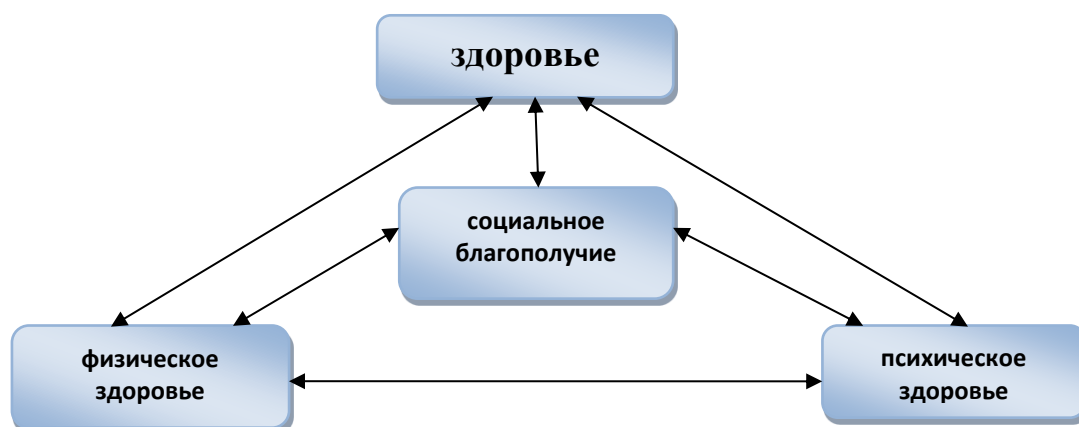 здоровье
социальное
благополучие
физическое
здоровье
психическое
здоровье